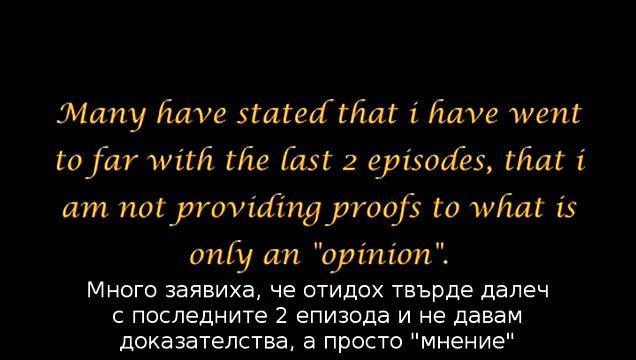 Many have stated that i have went
to far with the last 2 episodes, that i
am not providing proofs to what is
only an "opinion".
Много заявиха, че отидох твърде далеч
с последните 2 епизода и не давам
доказателства, а просто "мнение"